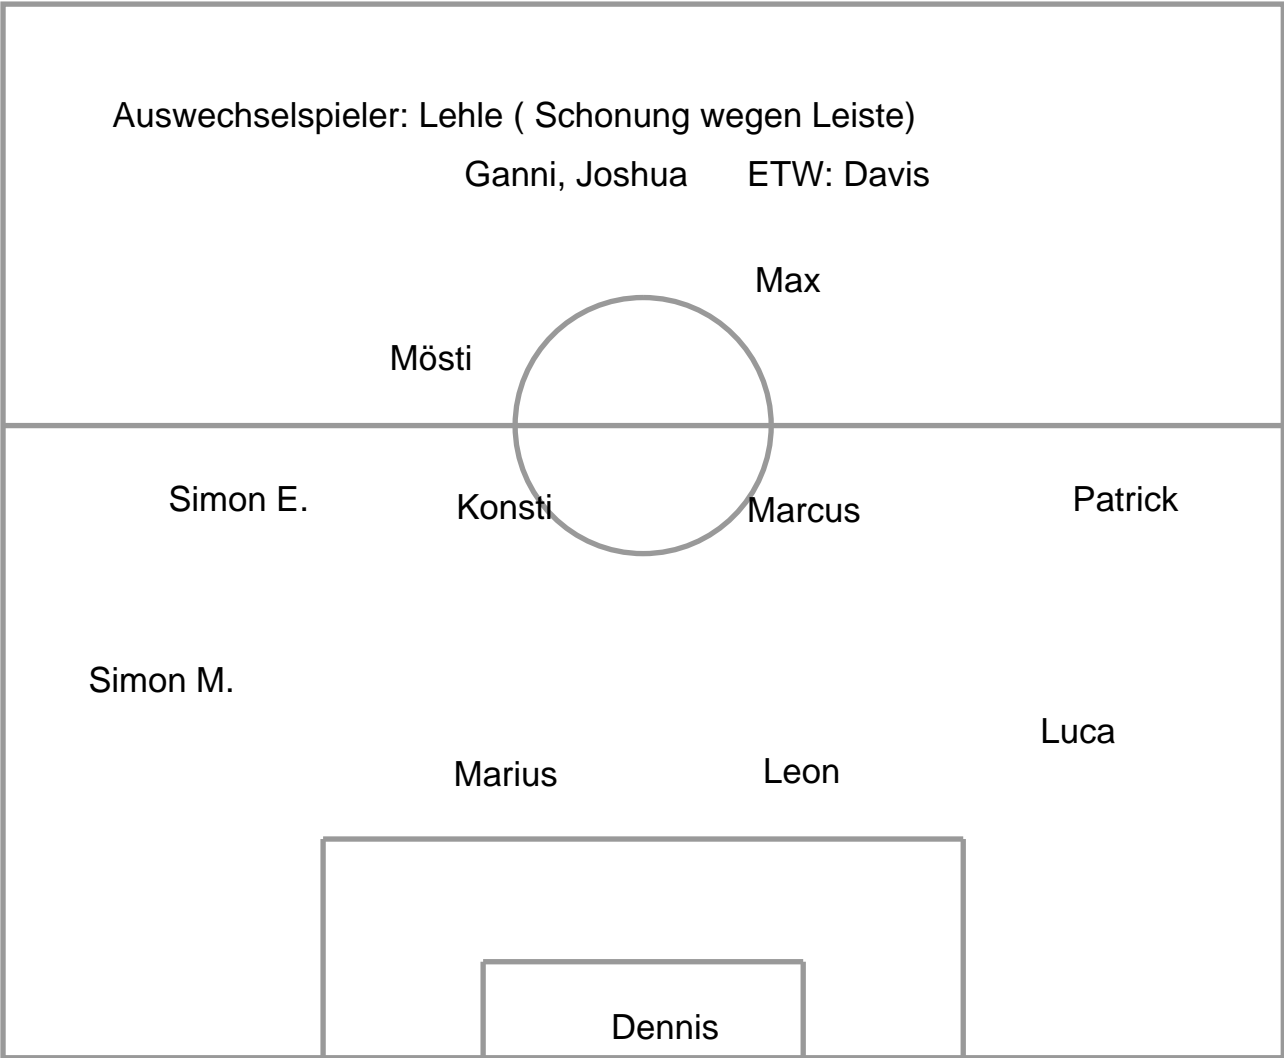 Auswechselspieler: Lehle ( Schonung wegen Leiste)
Ganni, Joshua ETW: Davis
Max
Mösti
Simon E. Konsti Marcus Patrick
Simon M.
Luca
Marius Leon
Dennis